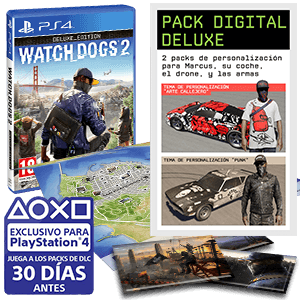 PS4
DELUXE EDITION
WATCH DOGS 2
18
PACK DIGITAL
DELUXE
2 packs de personalización
para Marcus, su coche,
el drone, y las armas
TEMA DE PERSONALIZACIÓN
"ARTE CALLEJERO"
TEMA DE PERSONALIZACIÓN "PUNK"
EXCLUSIVO PARA
PlayStation®4
JUEGA A LOS PACKS DE DLC
30 DÍAS
ANTES